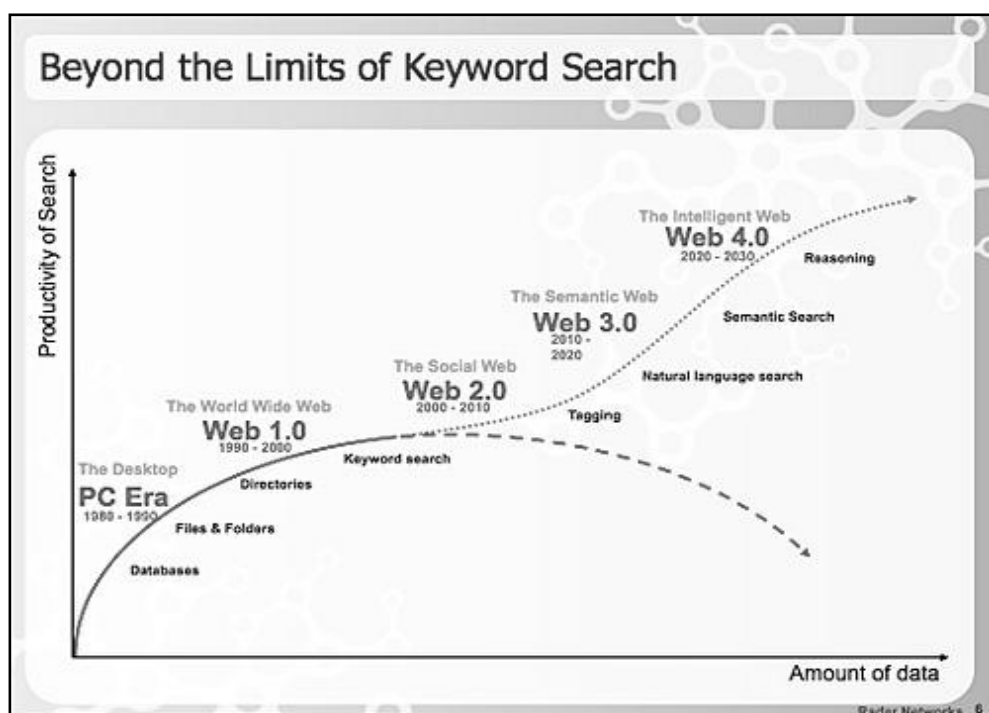 Beyond the Limits of Keyword Search
Productivity of Search
The Intelligent Web
Web 4.0
2020 - 2030
Reasoning
The Semantic Web
Web 3.0
2010 -
2020
Semantic Search
The Social Web
Web 2.0
2000 - 2010
Natural language search
Tagging
The World Wide Web
Web 1.0
1990 - 2000
Keyword search
The Desktop
PC Era
1980 - 1990
Directories
Files & Folders
Databases
Amount of data
Radar Networks 6